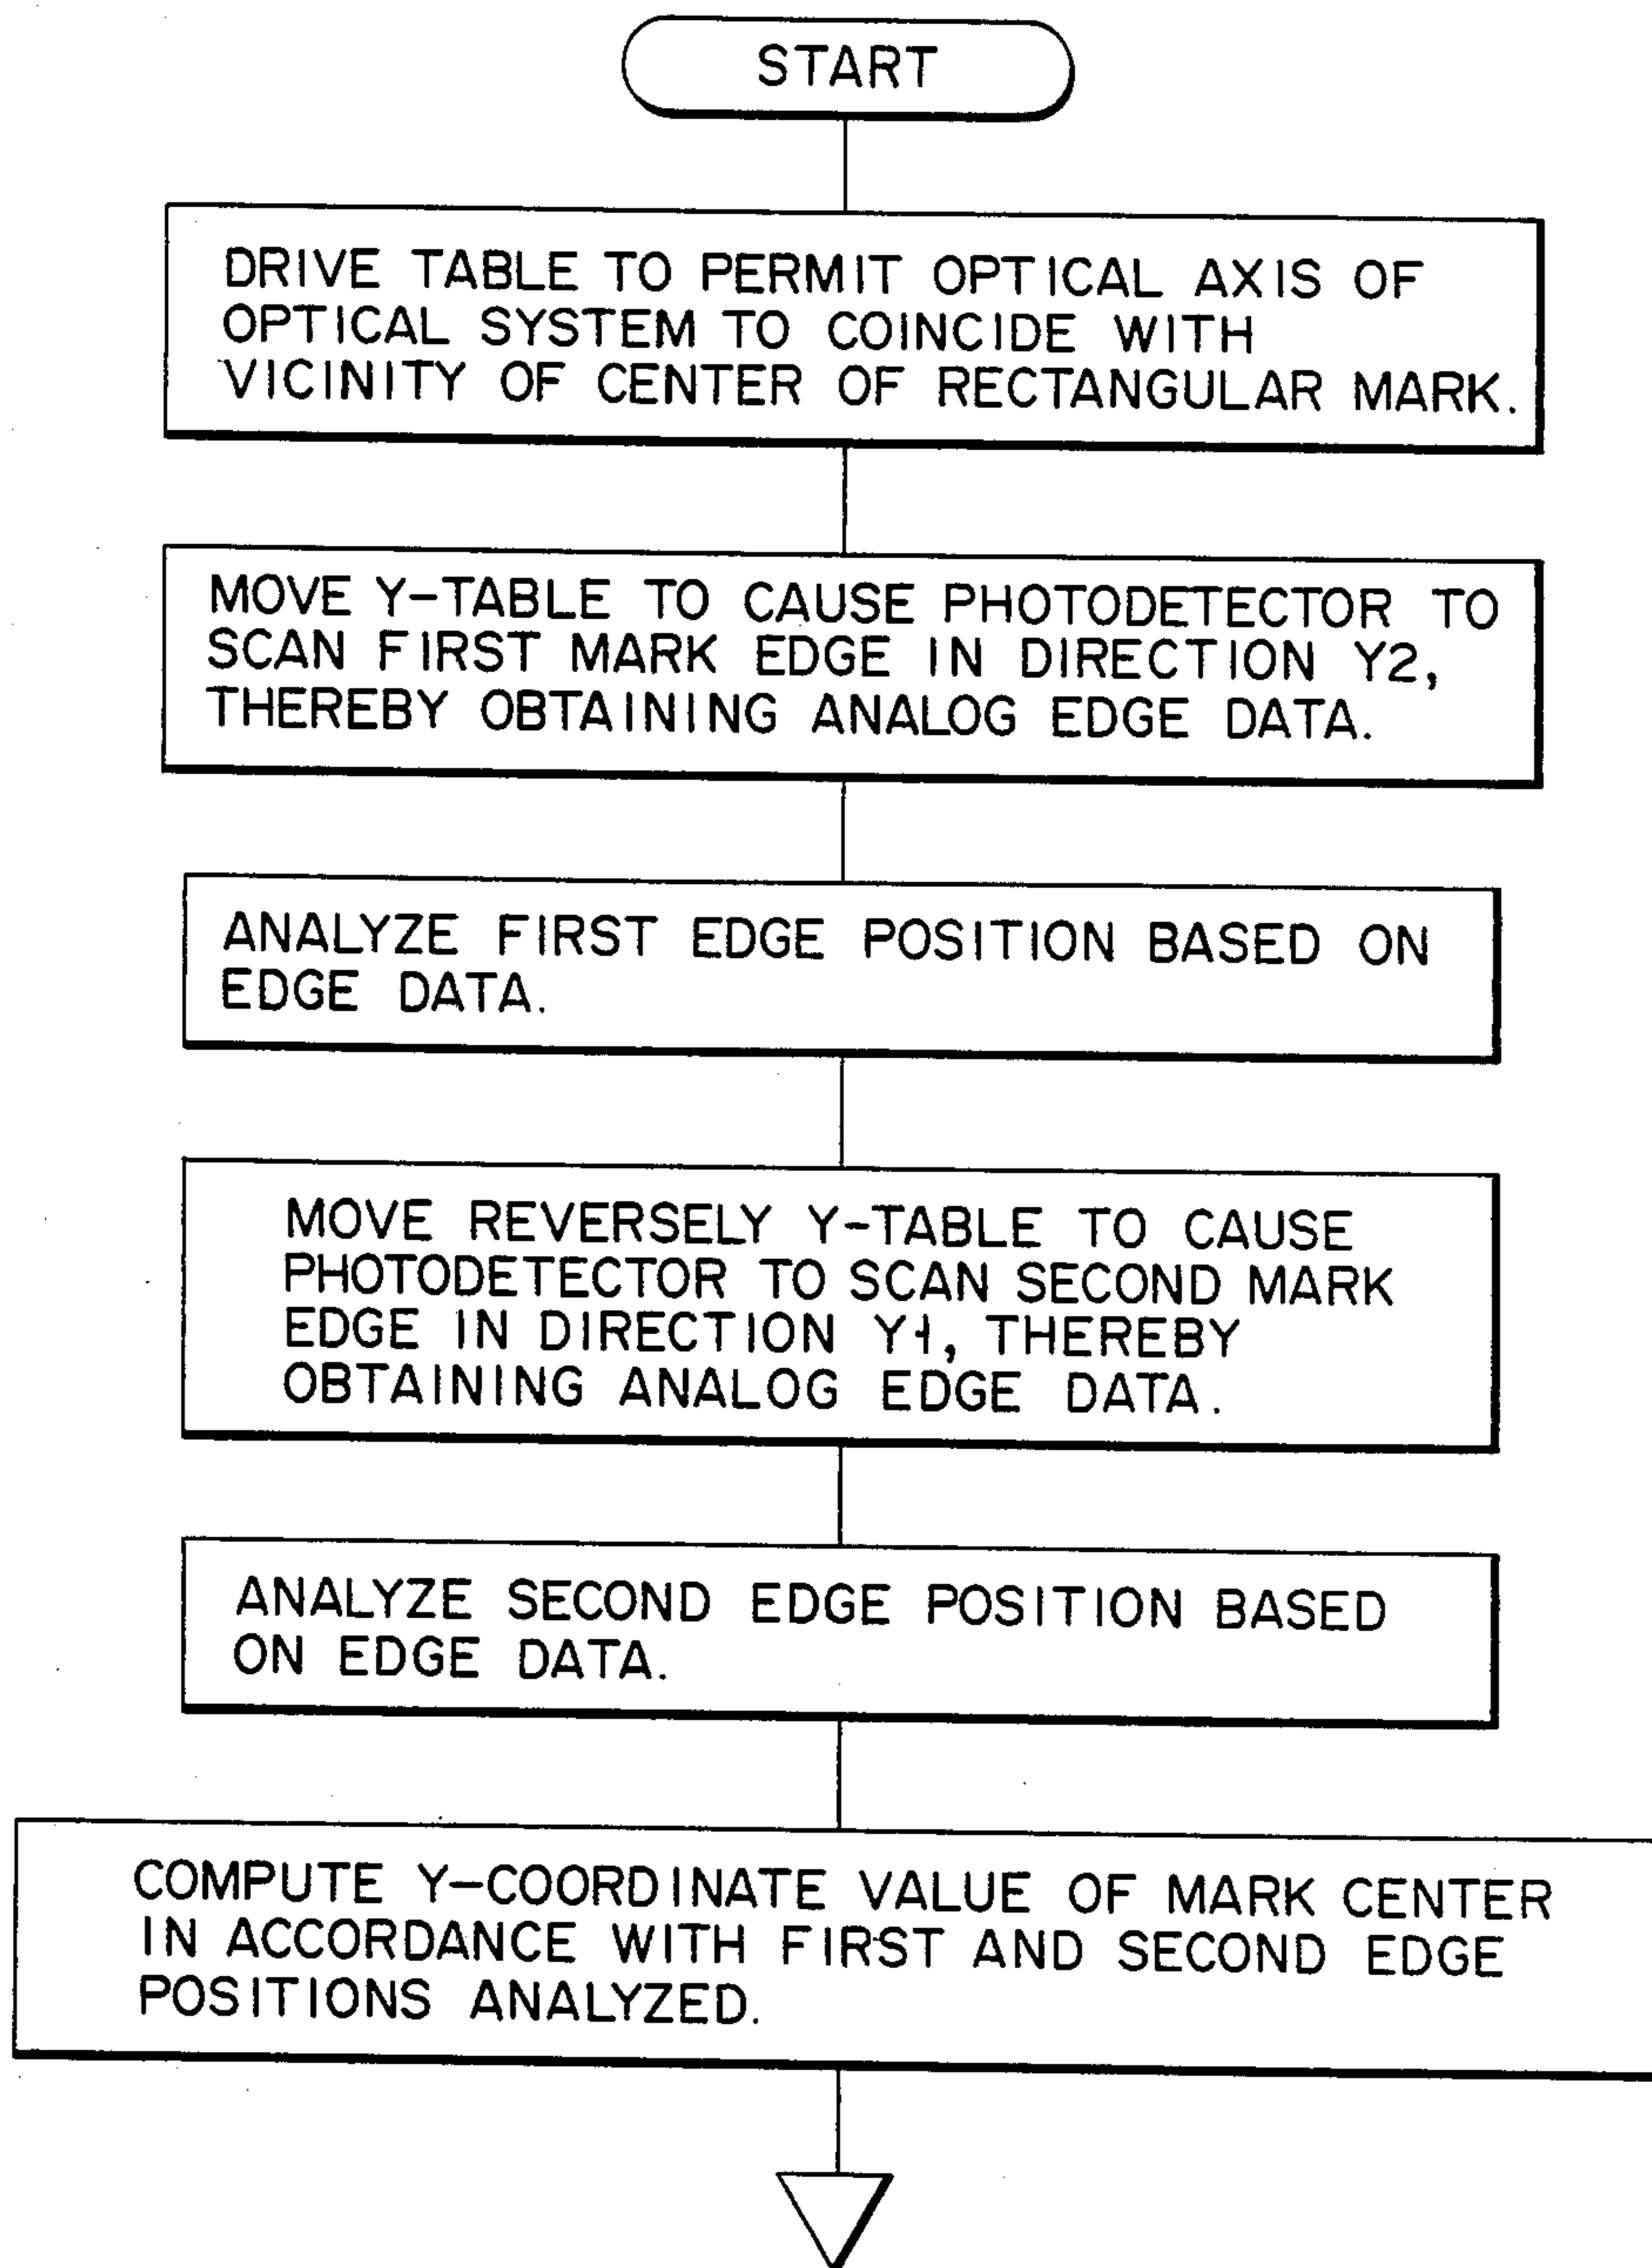 START
DRIVE TABLE TO PERMIT OPTICAL AXIS OF
OPTICAL SYSTEM TO COINCIDE WITH
VICINITY OF CENTER OF RECTANGULAR MARK.
MOVE Y-TABLE TO CAUSE PHOTODETECTOR TO
SCAN FIRST MARK EDGE IN DIRECTION Y2,
THEREBY OBTAINING ANALOG EDGE DATA.
ANALYZE FIRST EDGE POSITION BASED ON
EDGE DATA.
MOVE REVERSELY Y-TABLE TO CAUSE
PHOTODETECTOR TO SCAN SECOND MARK
EDGE IN DIRECTION Y1, THEREBY
OBTAINING ANALOG EDGE DATA.
ANALYZE SECOND EDGE POSITION BASED
ON EDGE DATA.
COMPUTE Y-COORDINATE VALUE OF MARK CENTER
IN ACCORDANCE WITH FIRST AND SECOND EDGE
POSITIONS ANALYZED.